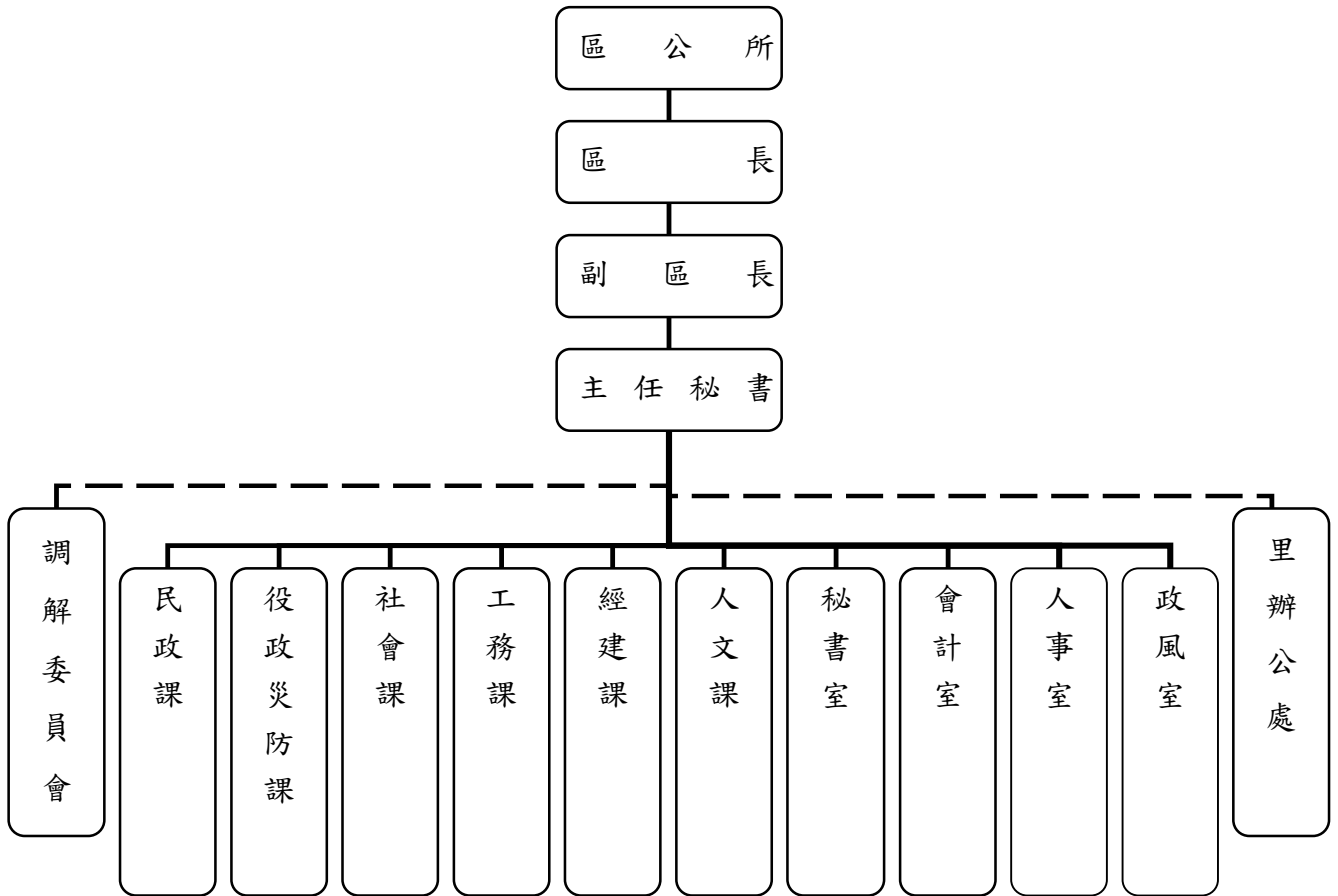 區公所
區長
副區長
主任秘書
調解委員會
民政課
役政災防課
社會課
工務課
經建課
人文課
秘書室
會計室
人事室
政風室
里辦公處